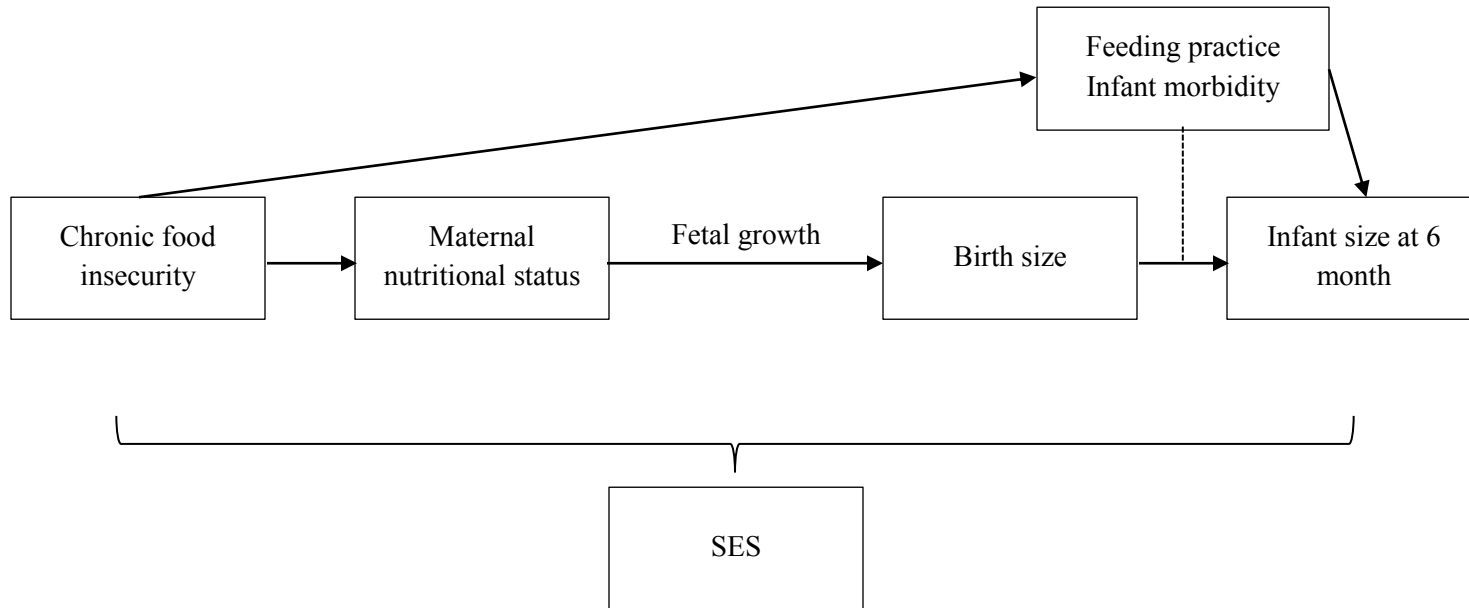 Feeding practice
Infant morbidity
Chronic food
insecurity
Maternal
nutritional status
Fetal growth
Birth size
Infant size at 6
month
SES